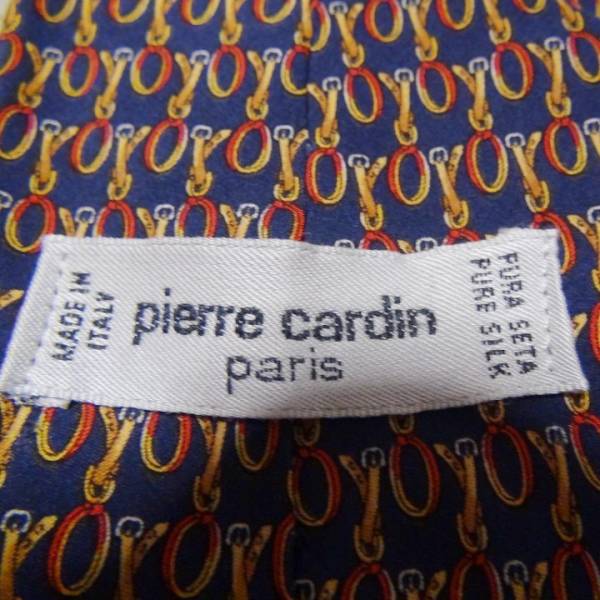 MADE IN
ITALY
pierre cardin
paris
PURA SETA
PURE SILK